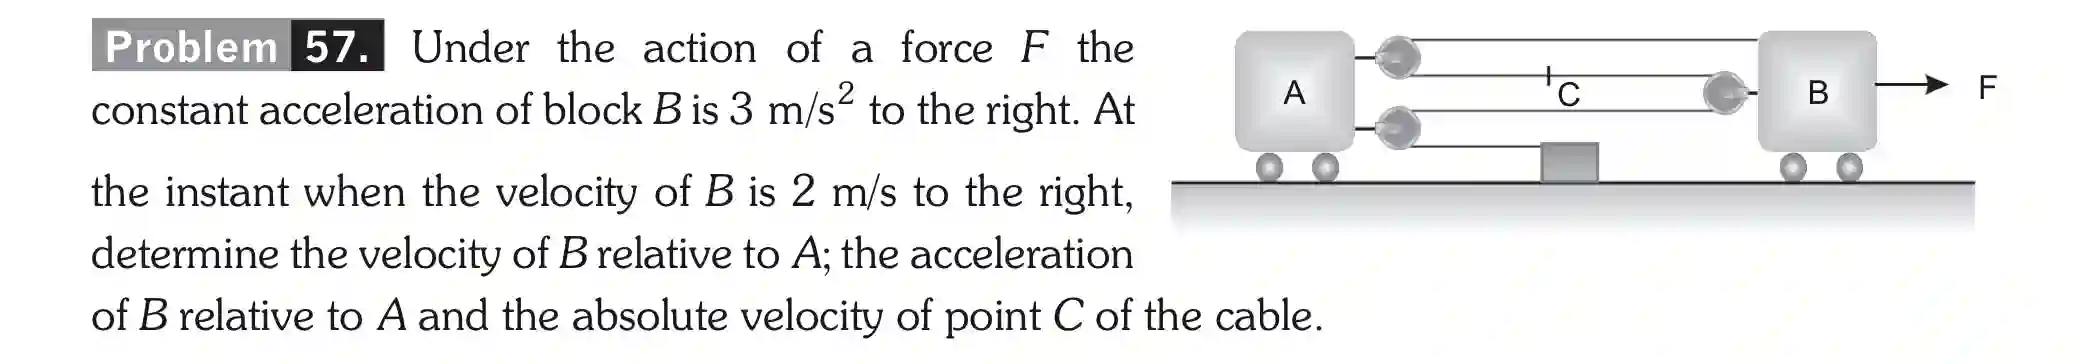 Problem 57. Under the action of a force F the
constant acceleration of block B is 3 m/s² to the right. At
the instant when the velocity of B is 2 m/s to the right,
determine the velocity of B relative to A; the acceleration
of B relative to A and the absolute velocity of point C of the cable.
A
C
B
F